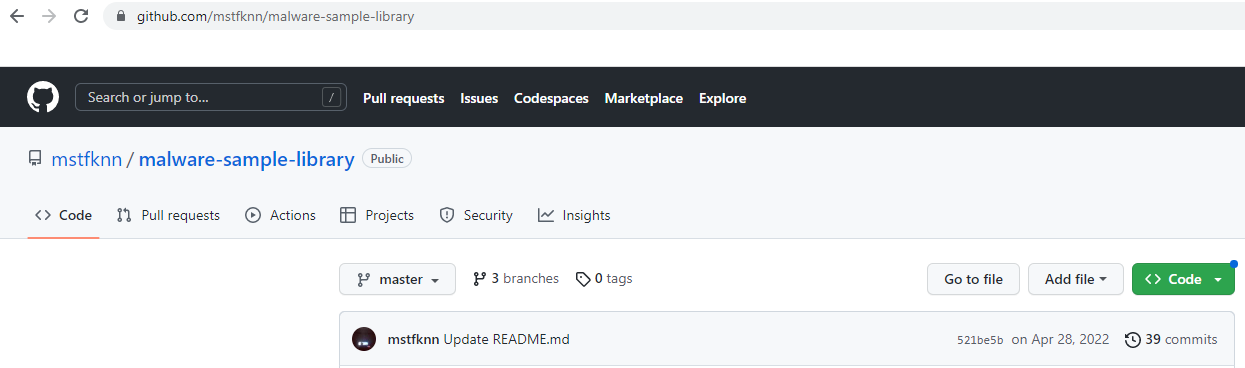 github.com/mstfknn/malware-sample-library
Search or jump to... / Pull requests Issues Codespaces Marketplace Explore
mstfknn / malware-sample-library Public
Code Pull requests Actions Projects Security Insights
master 3 branches 0 tags Go to file Add file Code
mstfknn Update README.md 521be5b on Apr 28, 2022 39 commits